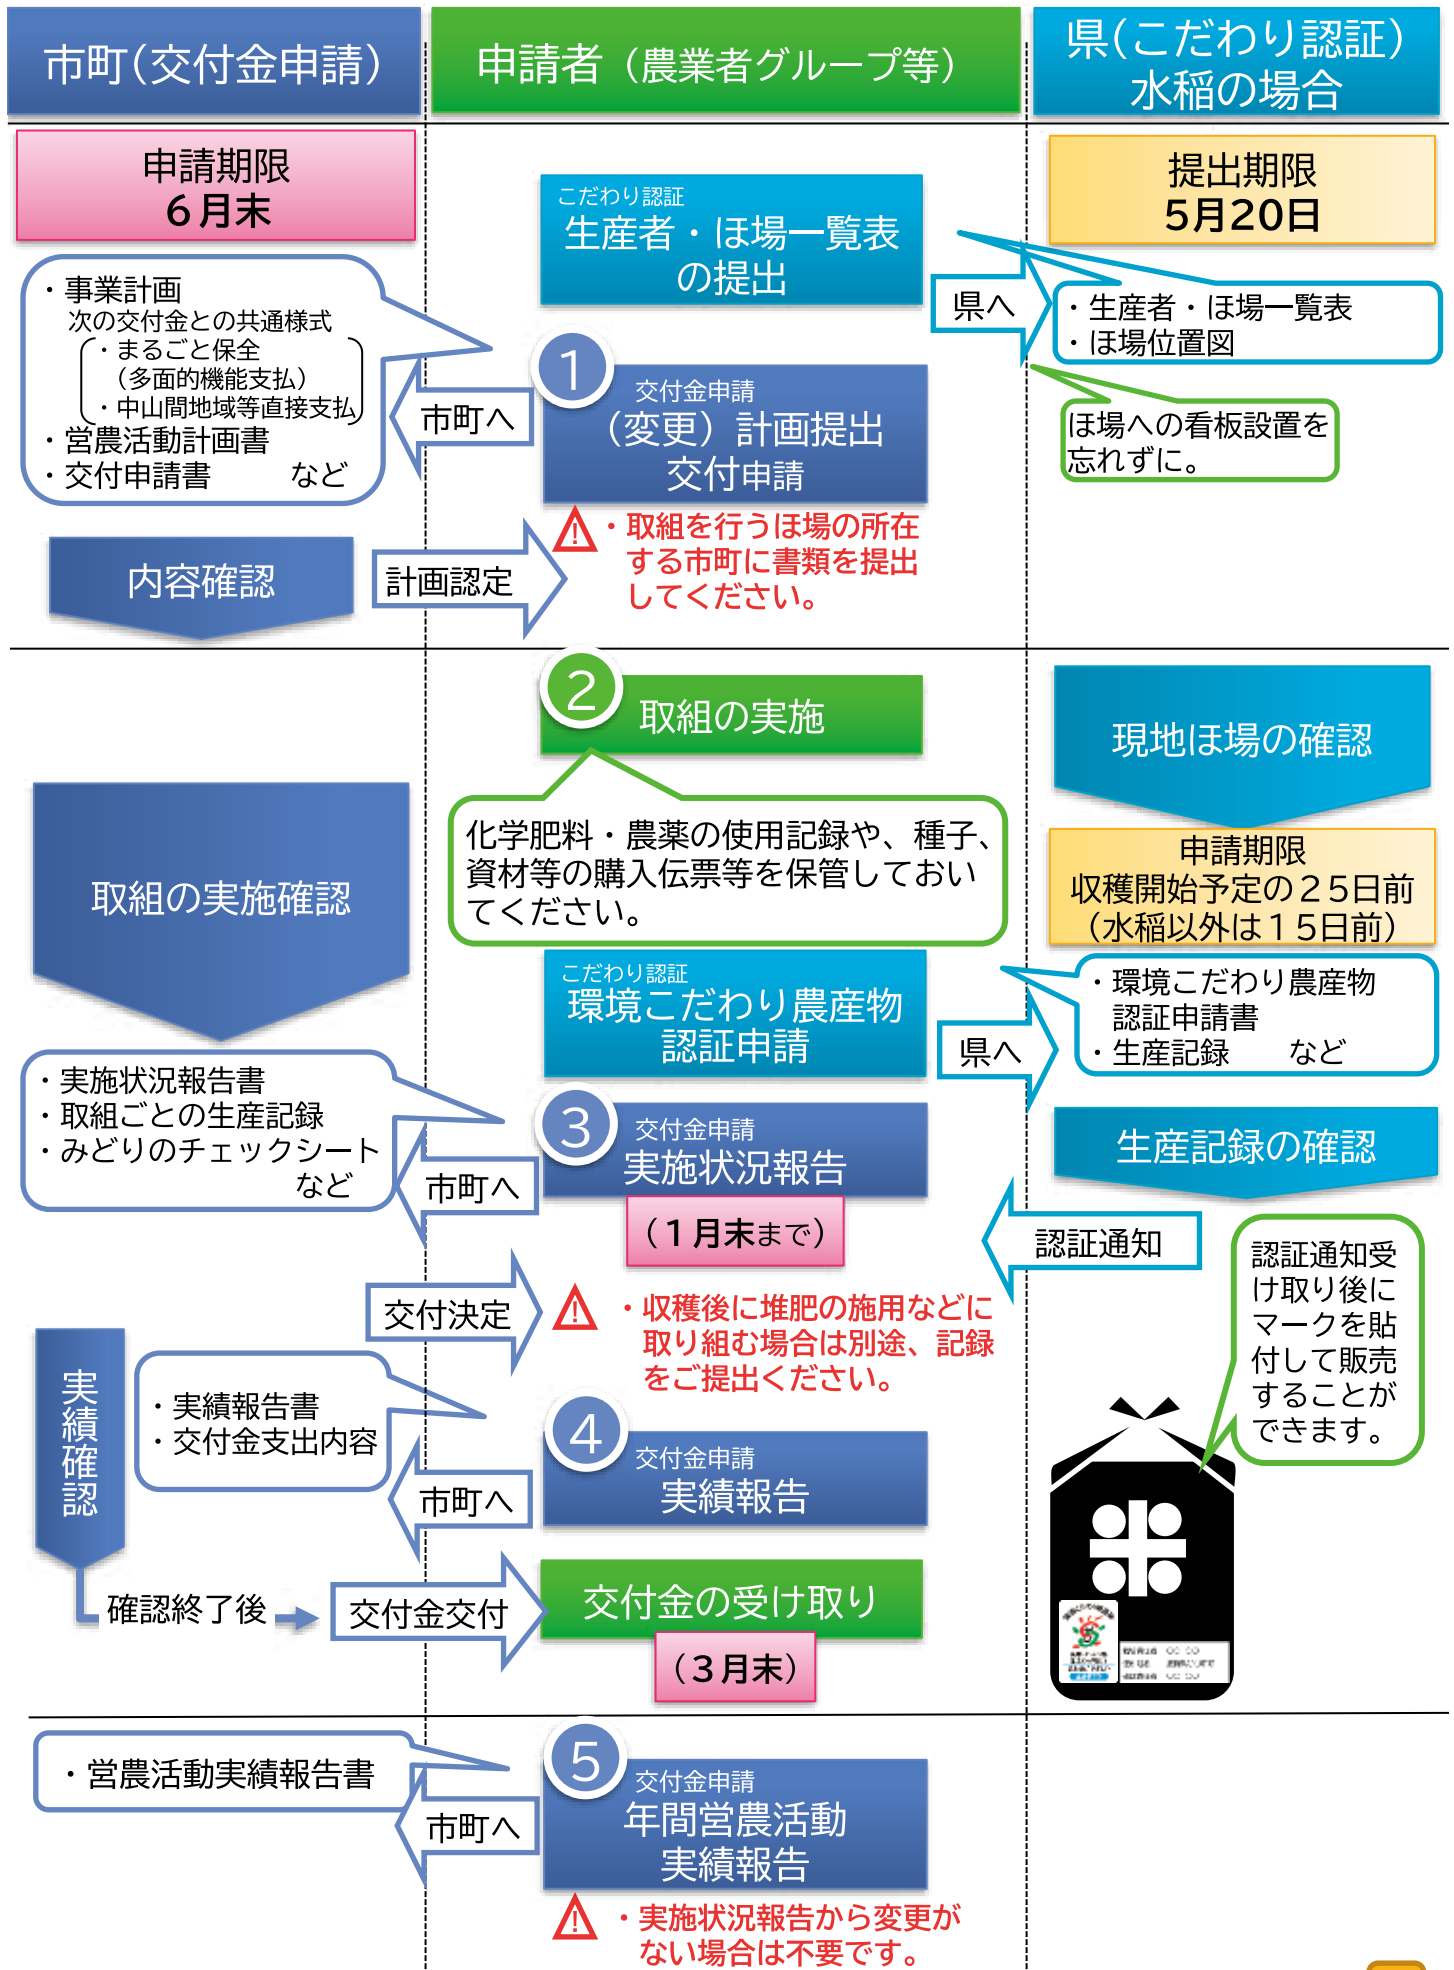 市町（交付金申請）
申請者（農業者グループ等）
県（こだわり認証）
水稲の場合
申請期限
６月末
・事業計画
次の交付金との共通様式
・まるごと保全
（多面的機能支払）
・中山間地域等直接支払
・営農活動計画書
・交付申請書　　など
こだわり認証
生産者・ほ場一覧表
の提出
県へ
提出期限
5月20日
・生産者・ほ場一覧表
・ほ場位置図
ほ場への看板設置を
忘れずに。
1
交付金申請
（変更）計画提出
交付申請
市町へ
・取組を行うほ場の所在
する市町に書類を提出
してください。
内容確認
計画認定
2
取組の実施
化学肥料・農薬の使用記録や、種子、
資材等の購入伝票等を保管しておい
てください。
現地ほ場の確認
取組の実施確認
申請期限
収穫開始予定の２５日前
（水稲以外は１５日前）
こだわり認証
環境こだわり農産物
認証申請
県へ
・環境こだわり農産物
認証申請書
・生産記録　　など
・実施状況報告書
・取組ごとの生産記録
・みどりのチェックシート
など
3
交付金申請
実施状況報告
（１月末まで）
市町へ
生産記録の確認
認証通知
認証通知受
け取り後に
マークを貼
付して販売
することが
できます。
交付決定
・収穫後に堆肥の施用などに
取り組む場合は別途、記録
をご提出ください。
実績確認
・実績報告書
・交付金支出内容
4
交付金申請
実績報告
市町へ
確認終了後
交付金交付
交付金の受け取り
（３月末）
・営農活動実績報告書
5
交付金申請
年間営農活動
実績報告
市町へ
・実施状況報告から変更が
ない場合は不要です。